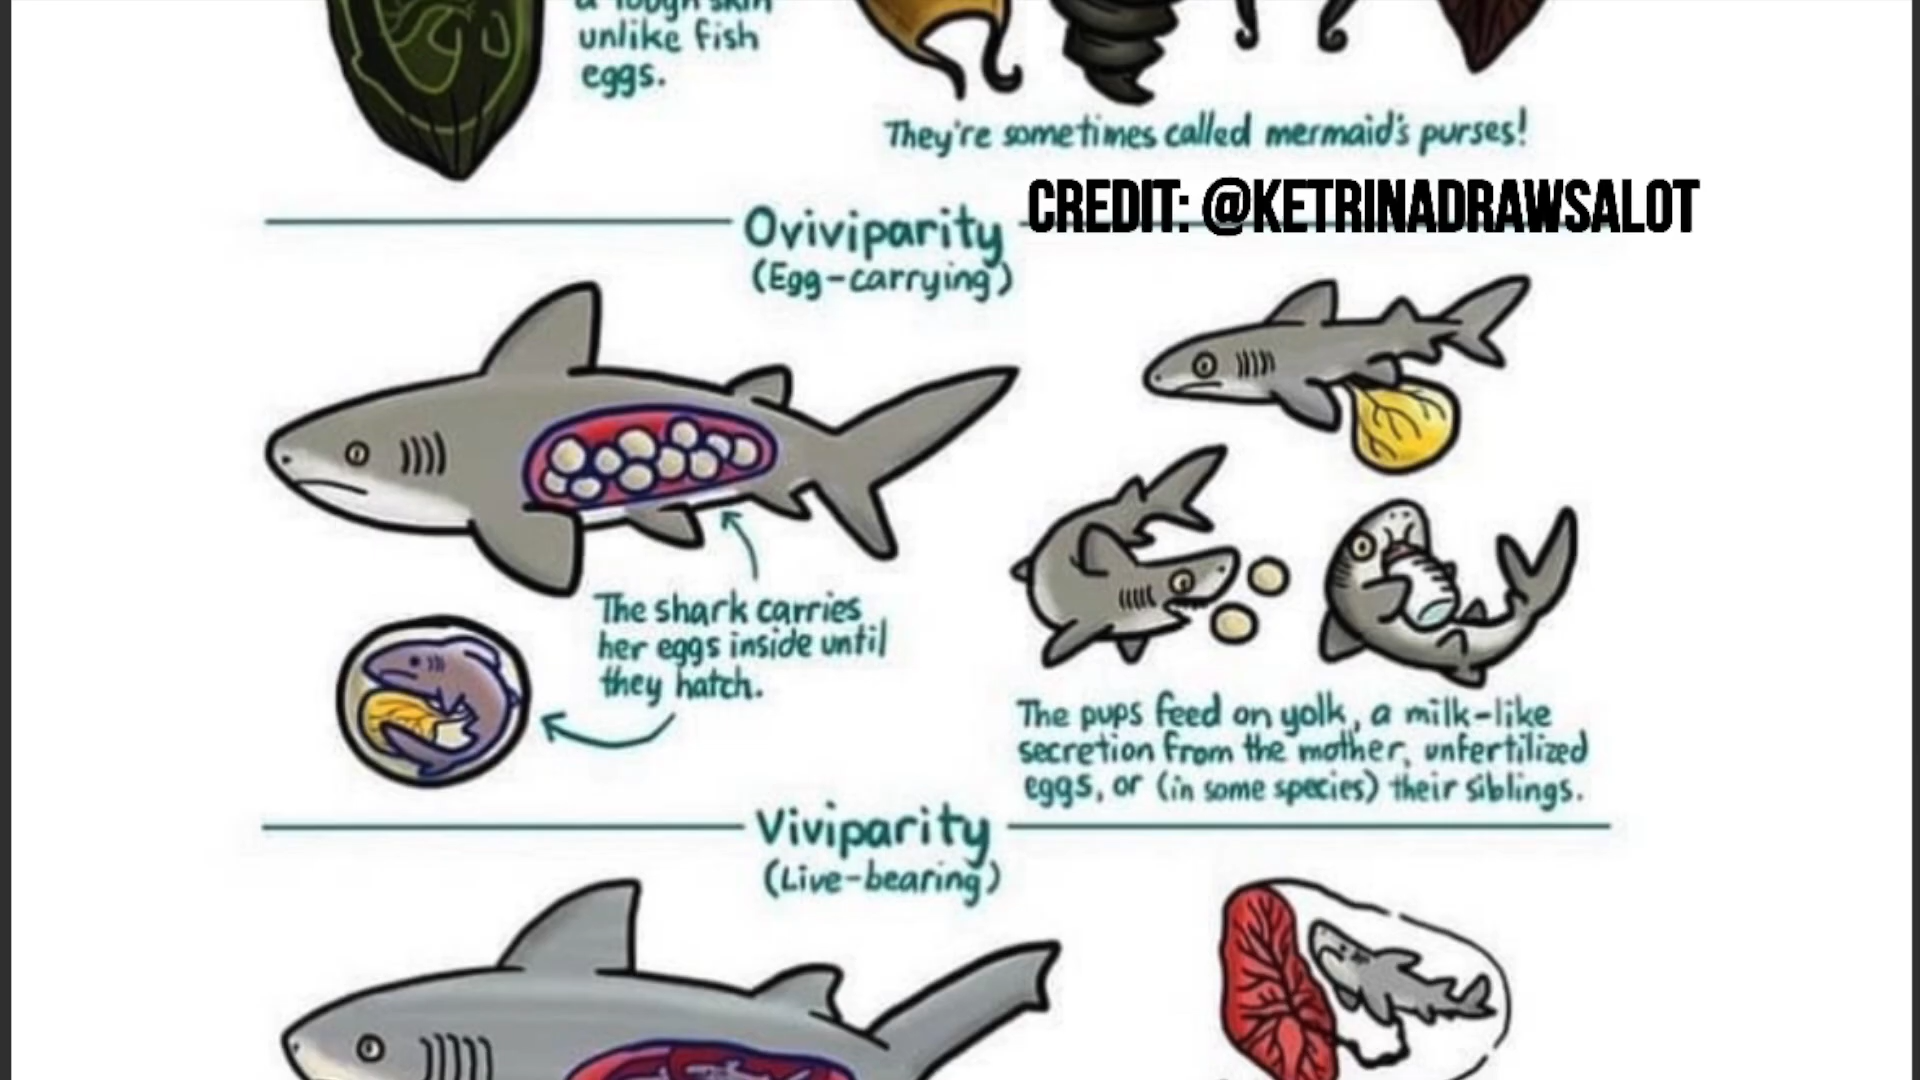 a tough skin
unlike fish
eggs.
They're sometimes called mermaid's purses!
CREDIT: @KETRINADRAWSALOT
Oviviparity
(Egg-carrying)
The shark carries
her eggs inside until
they hatch.
The pups feed on yolk, a milk-like
secretion from the mother, unfertilized
eggs, or (in some species) their siblings.
Viviparity
(Live-bearing)